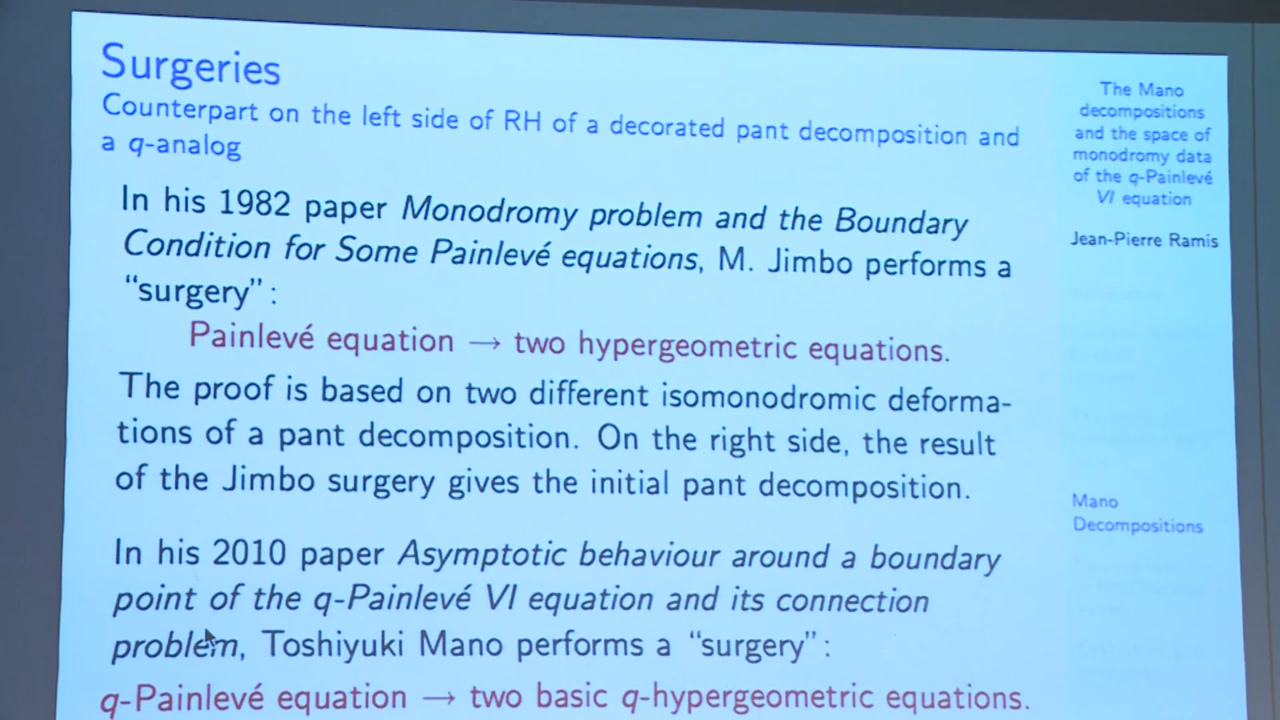 Surgeries
Counterpart on the left side of RH of a decorated pant decomposition and
a q-analog
In his 1982 paper Monodromy problem and the Boundary
Condition for Some Painlevé equations, M. Jimbo performs a
“surgery” :
Painlevé equation → two hypergeometric equations.
The proof is based on two different isomonodromic deforma-
tions of a pant decomposition. On the right side, the result
of the Jimbo surgery gives the initial pant decomposition.
In his 2010 paper Asymptotic behaviour around a boundary
point of the q-Painlevé VI equation and its connection
problem, Toshiyuki Mano performs a “surgery” :
q-Painlevé equation → two basic q-hypergeometric equations.
The Mano
decompositions
and the space of
monodromy data
of the q-Painlevé
VI equation
Jean-Pierre Ramis
Mano
Decompositions